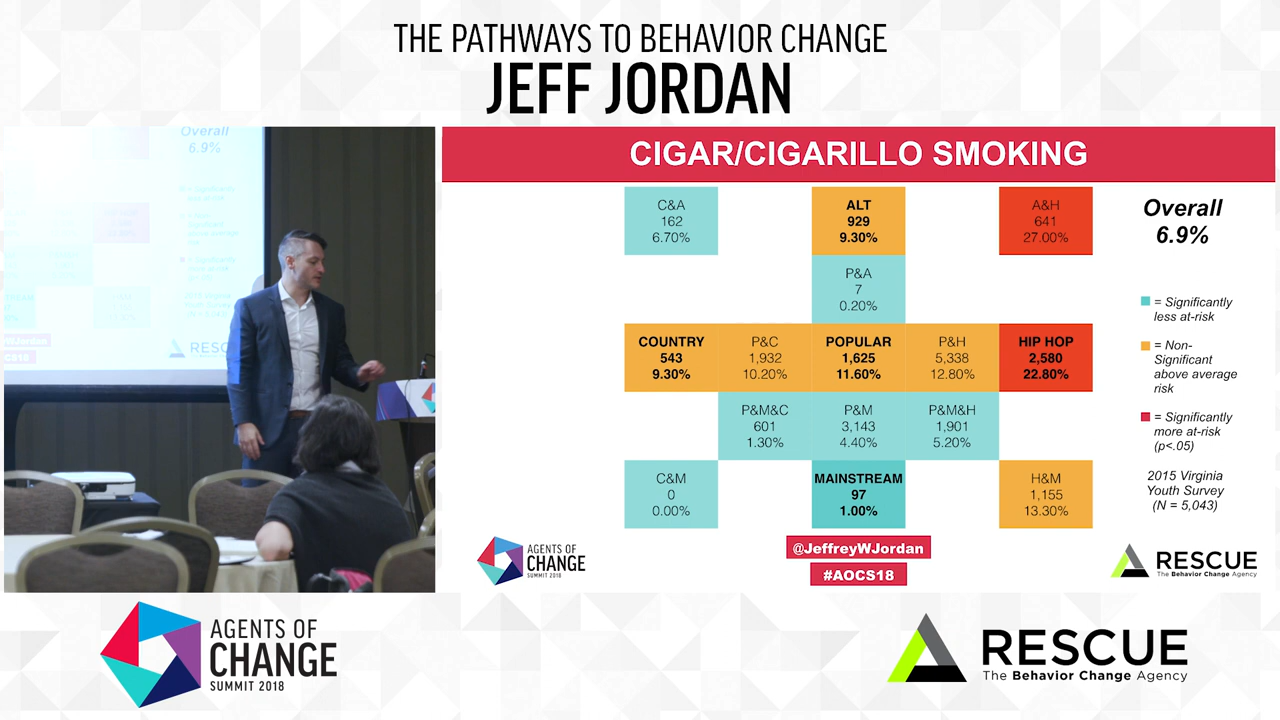 THE PATHWAYS TO BEHAVIOR CHANGE
JEFF JORDAN
Overall
6.9%
CIGAR/CIGARILLO SMOKING
C&A
162
6.70%
ALT
929
9.30%
A&H
641
27.00%
Overall
6.9%
P&A
7
0.20%
= Significantly
less at-risk
COUNTRY
543
9.30%
P&C
1,932
10.20%
POPULAR
1,625
11.60%
P&H
5,338
12.80%
HIP HOP
2,580
22.80%
= Non-
Significant
above average
risk
P&M&C
601
1.30%
P&M
3,143
4.40%
P&M&H
1,901
5.20%
= Significantly
more at-risk
(p<.05)
C&M
0
0.00%
MAINSTREAM
97
1.00%
H&M
1,155
13.30%
2015 Virginia
Youth Survey
(N = 5,043)
@JeffreyWJordan
#AOCS18
AGENTS OF
CHANGE
SUMMIT 2018
RESCUE
The Behavior Change Agency
AGENTS OF
CHANGE
SUMMIT 2018
RESCUE
The Behavior Change Agency